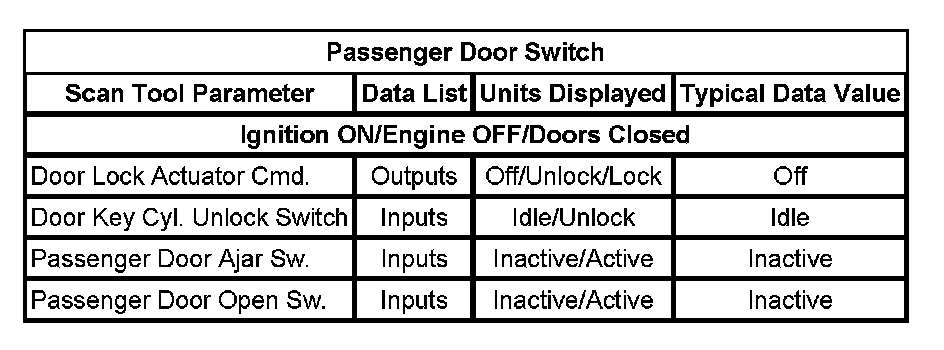 Passenger Door Switch
Scan Tool Parameter Data List Units Displayed Typical Data Value
Ignition ON/Engine OFF/Doors Closed
Door Lock Actuator Cmd. Outputs Off/Unlock/Lock Off
Door Key Cyl. Unlock Switch Inputs Idle/Unlock Idle
Passenger Door Ajar Sw. Inputs Inactive/Active Inactive
Passenger Door Open Sw. Inputs Inactive/Active Inactive